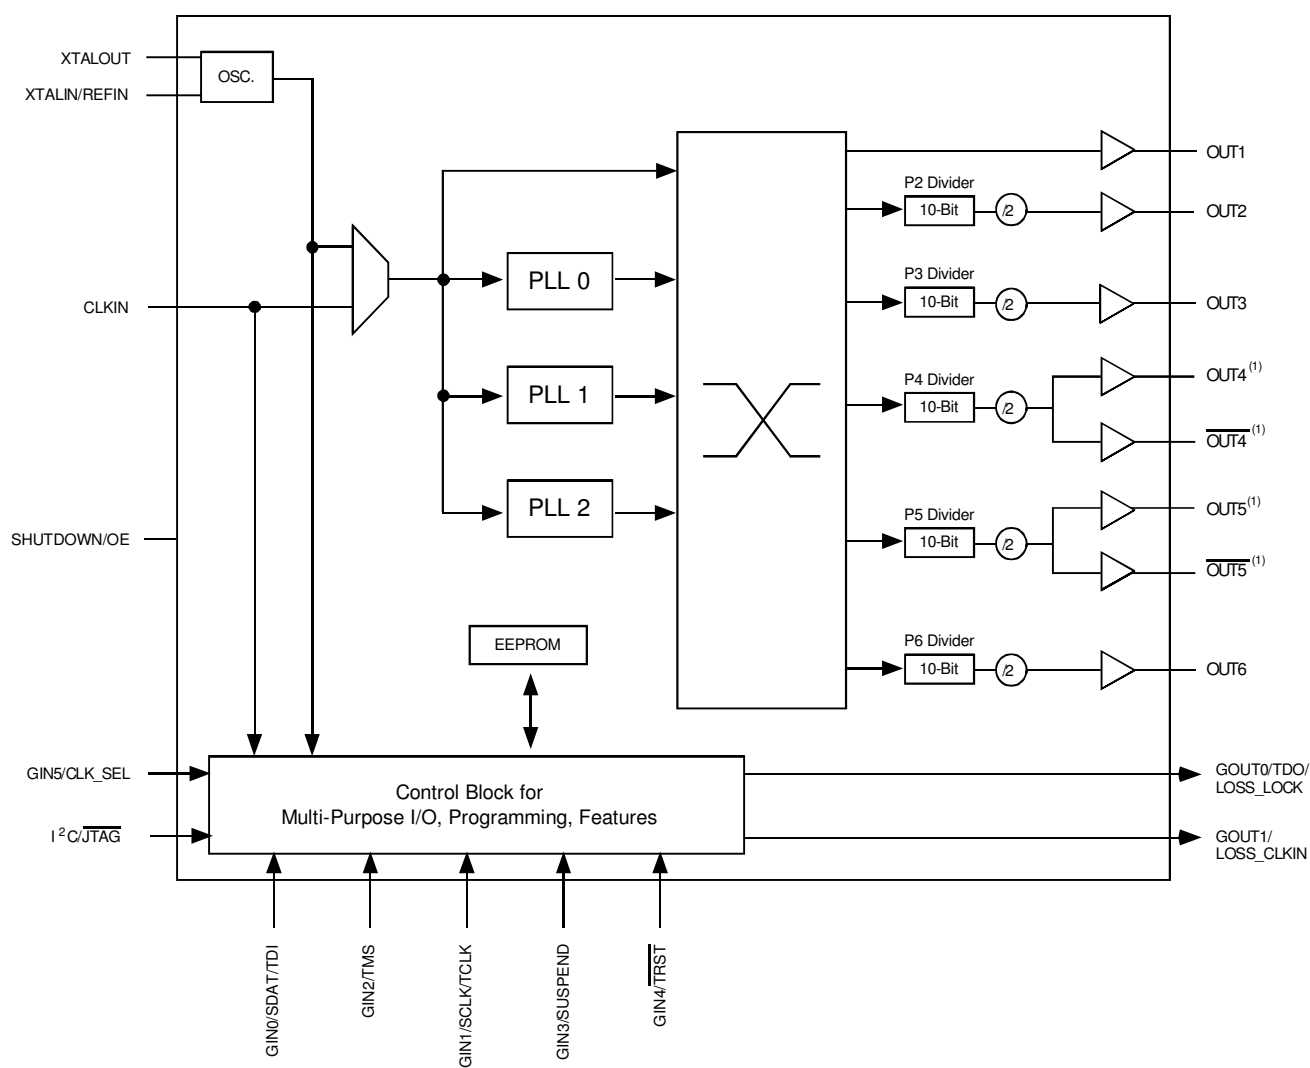 XTALOUT
OSC.
XTALIN/REFIN
OUT1
P2 Divider
10-Bit
/2
OUT2
P3 Divider
PLL 0
10-Bit
/2
OUT3
CLKIN
P4 Divider
OUT4(1)
PLL 1
10-Bit
/2
OUT4(1)
PLL 2
P5 Divider
OUT5(1)
SHUTDOWN/OE
10-Bit
/2
OUT5(1)
EEPROM
P6 Divider
10-Bit
/2
OUT6
GIN5/CLK_SEL
I2C/JTAG
Control Block for
Multi-Purpose I/O, Programming, Features
GOUT0/TDO/
LOSS_LOCK
GOUT1/
LOSS_CLKIN
GIN0/SDAT/TDI
GIN2/TMS
GIN1/SCLK/TCLK
GIN3/SUSPEND
GIN4/TRST